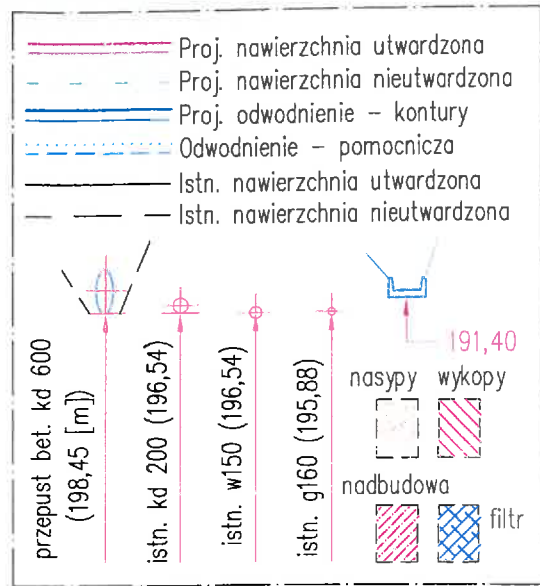 Proj. nawierzchnia utwardzona
Proj. nawierzchnia nieutwardzona
Proj. odwodnienie – kontury
Odwodnienie – pomocnicza
Istn. nawierzchnia utwardzona
Istn. nawierzchnia nieutwardzona
przepust bet. kd 600
(198,45 [m])
istn. kd 200 (196,54)
istn. w150 (196,54)
istn. g160 (195,88)
191,40
nasypy wykopy
nadbudowa
filtr